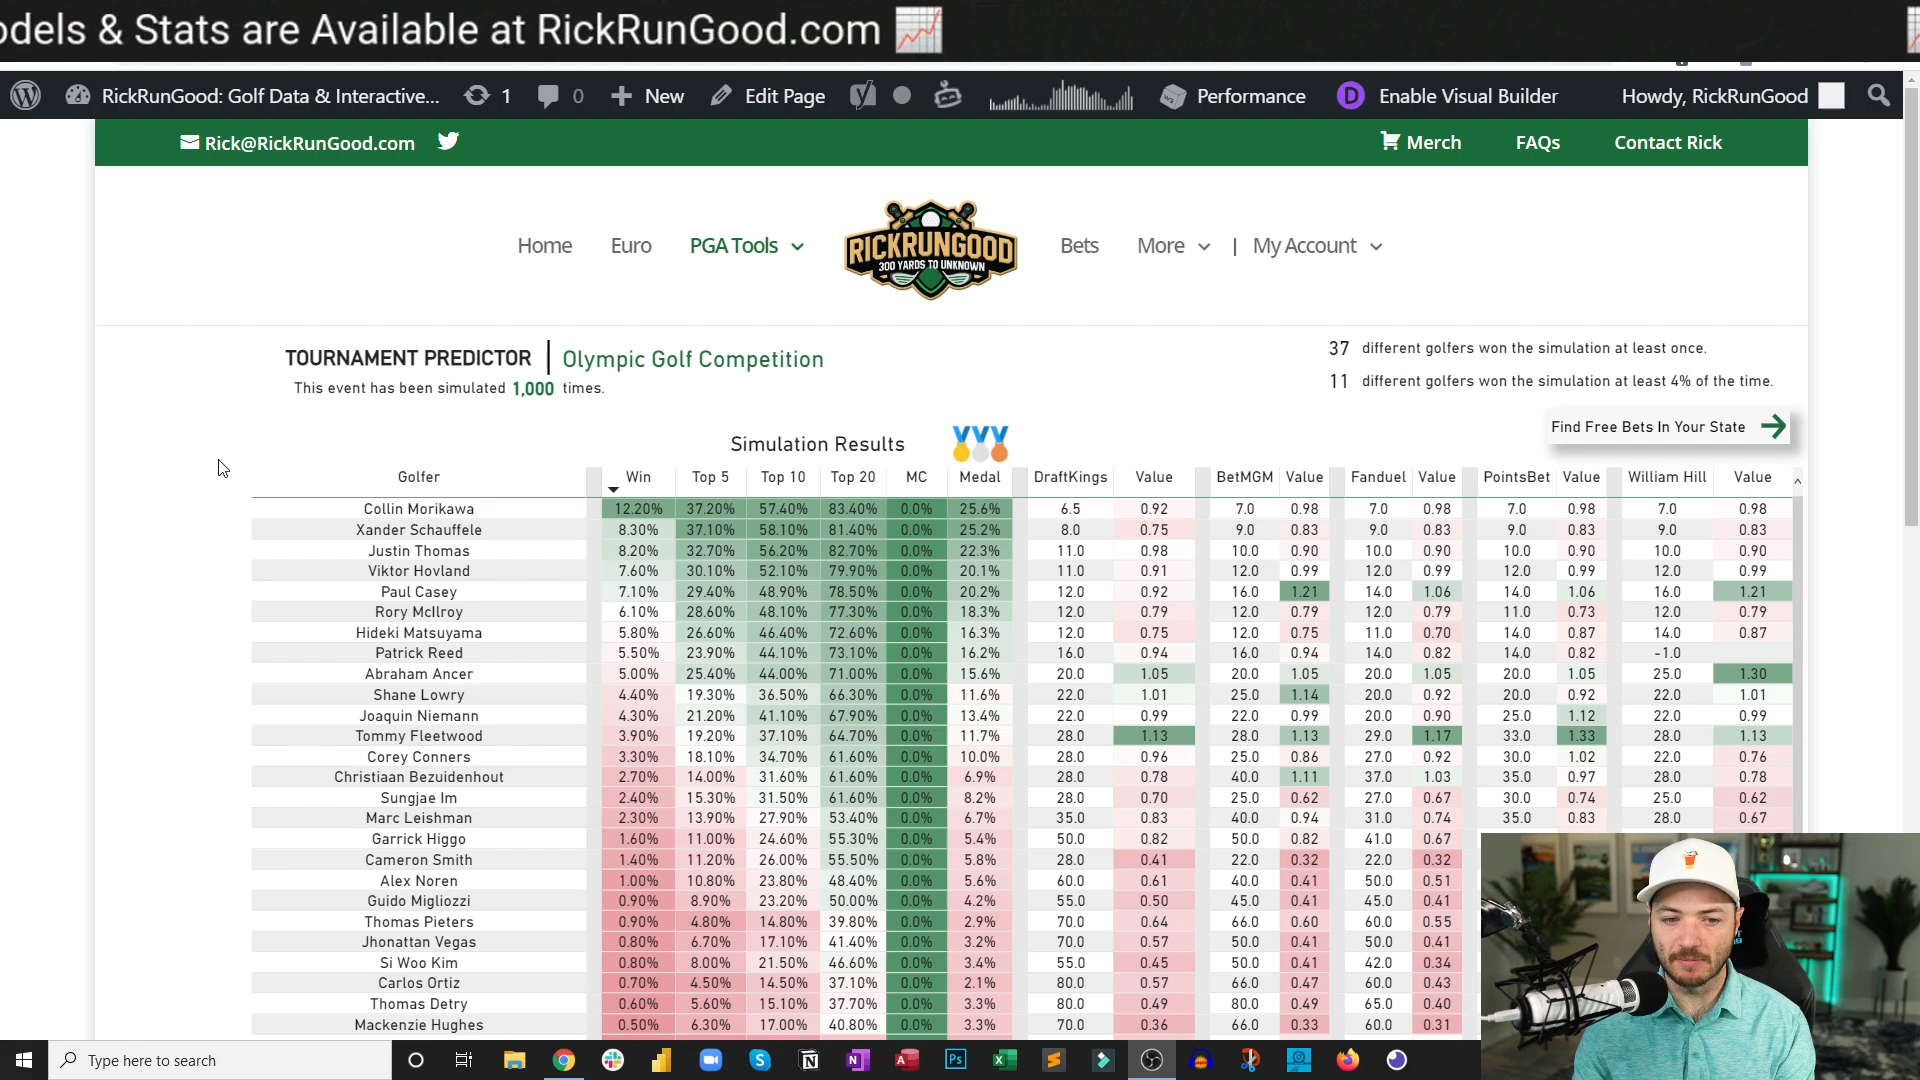 odels & Stats are Available at RickRunGood.com
RickRunGood: Golf Data & Interactive... 1 0 New Edit Page Performance Enable Visual Builder Howdy, RickRunGood
Rick@RickRunGood.com Merch FAQs Contact Rick
Home Euro PGA Tools RICKRUNGOOD 300 YARDS TO UNKNOWN Bets More | My Account
TOURNAMENT PREDICTOR | Olympic Golf Competition
This event has been simulated 1,000 times.
37 different golfers won the simulation at least once.
11 different golfers won the simulation at least 4% of the time.
Find Free Bets In Your State
Simulation Results
Golfer Win Top 5 Top 10 Top 20 MC Medal DraftKings Value BetMGM Value Fanduel Value PointsBet Value William Hill Value
Collin Morikawa 12.20% 37.20% 57.40% 83.40% 0.0% 25.6% 6.5 0.92 7.0 0.98 7.0 0.98 7.0 0.98 7.0 0.98
Xander Schauffele 8.30% 37.10% 58.10% 81.40% 0.0% 25.2% 8.0 0.75 9.0 0.83 9.0 0.83 9.0 0.83 9.0 0.83
Justin Thomas 8.20% 32.70% 56.20% 82.70% 0.0% 22.3% 11.0 0.98 10.0 0.90 10.0 0.90 10.0 0.90 10.0 0.90
Viktor Hovland 7.60% 30.10% 52.10% 79.90% 0.0% 20.1% 11.0 0.91 12.0 0.99 12.0 0.99 12.0 0.99 12.0 0.99
Paul Casey 7.10% 29.40% 48.90% 78.50% 0.0% 20.2% 12.0 0.92 16.0 1.21 14.0 1.06 14.0 1.06 16.0 1.21
Rory McIlroy 6.10% 28.60% 48.10% 77.30% 0.0% 18.3% 12.0 0.79 12.0 0.79 12.0 0.79 11.0 0.73 12.0 0.79
Hideki Matsuyama 5.80% 26.60% 46.40% 72.60% 0.0% 16.3% 12.0 0.75 12.0 0.75 11.0 0.70 14.0 0.87 14.0 0.87
Patrick Reed 5.50% 23.90% 44.10% 73.10% 0.0% 16.2% 16.0 0.94 16.0 0.94 14.0 0.82 14.0 0.82 -1.0
Abraham Ancer 5.00% 25.40% 44.00% 71.00% 0.0% 15.6% 20.0 1.05 20.0 1.05 20.0 1.05 20.0 1.05 25.0 1.30
Shane Lowry 4.40% 19.30% 36.50% 66.30% 0.0% 11.6% 22.0 1.01 25.0 1.14 20.0 0.92 20.0 0.92 22.0 1.01
Joaquin Niemann 4.30% 21.20% 41.10% 67.90% 0.0% 13.4% 22.0 0.99 22.0 0.99 20.0 0.90 25.0 1.12 22.0 0.99
Tommy Fleetwood 3.90% 19.20% 37.10% 64.70% 0.0% 11.7% 28.0 1.13 28.0 1.13 29.0 1.17 33.0 1.33 28.0 1.13
Corey Conners 3.30% 18.10% 34.70% 61.60% 0.0% 10.0% 28.0 0.96 25.0 0.86 27.0 0.92 30.0 1.02 22.0 0.76
Christiaan Bezuidenhout 2.70% 14.00% 31.60% 61.60% 0.0% 6.9% 28.0 0.78 40.0 1.11 37.0 1.03 35.0 0.97 28.0 0.78
Sungjae Im 2.40% 15.30% 31.50% 61.60% 0.0% 8.2% 28.0 0.70 25.0 0.62 27.0 0.67 30.0 0.74 25.0 0.62
Marc Leishman 2.30% 13.90% 27.90% 53.40% 0.0% 6.7% 35.0 0.83 40.0 0.94 31.0 0.74 35.0 0.83 28.0 0.67
Garrick Higgo 1.60% 11.00% 24.60% 55.30% 0.0% 5.4% 50.0 0.82 50.0 0.82 41.0 0.67
Cameron Smith 1.40% 11.20% 26.00% 55.50% 0.0% 5.8% 28.0 0.41 22.0 0.32 22.0 0.32
Alex Noren 1.00% 10.80% 23.80% 48.40% 0.0% 5.6% 60.0 0.61 40.0 0.41 50.0 0.51
Guido Migliozzi 0.90% 8.90% 23.20% 50.00% 0.0% 4.2% 55.0 0.50 45.0 0.41 45.0 0.41
Thomas Pieters 0.90% 4.80% 14.80% 39.80% 0.0% 2.9% 70.0 0.64 66.0 0.60 60.0 0.55
Jhonattan Vegas 0.80% 6.70% 17.10% 41.40% 0.0% 3.2% 70.0 0.57 50.0 0.41 50.0 0.41
Si Woo Kim 0.80% 8.00% 21.50% 46.60% 0.0% 3.4% 55.0 0.45 50.0 0.41 42.0 0.34
Carlos Ortiz 0.70% 4.50% 14.50% 37.10% 0.0% 2.1% 80.0 0.57 66.0 0.47 60.0 0.43
Thomas Detry 0.60% 5.60% 15.10% 37.70% 0.0% 3.3% 80.0 0.49 80.0 0.49 65.0 0.40
Mackenzie Hughes 0.50% 6.30% 17.00% 40.80% 0.0% 3.3% 70.0 0.36 66.0 0.33 60.0 0.31
Type here to search